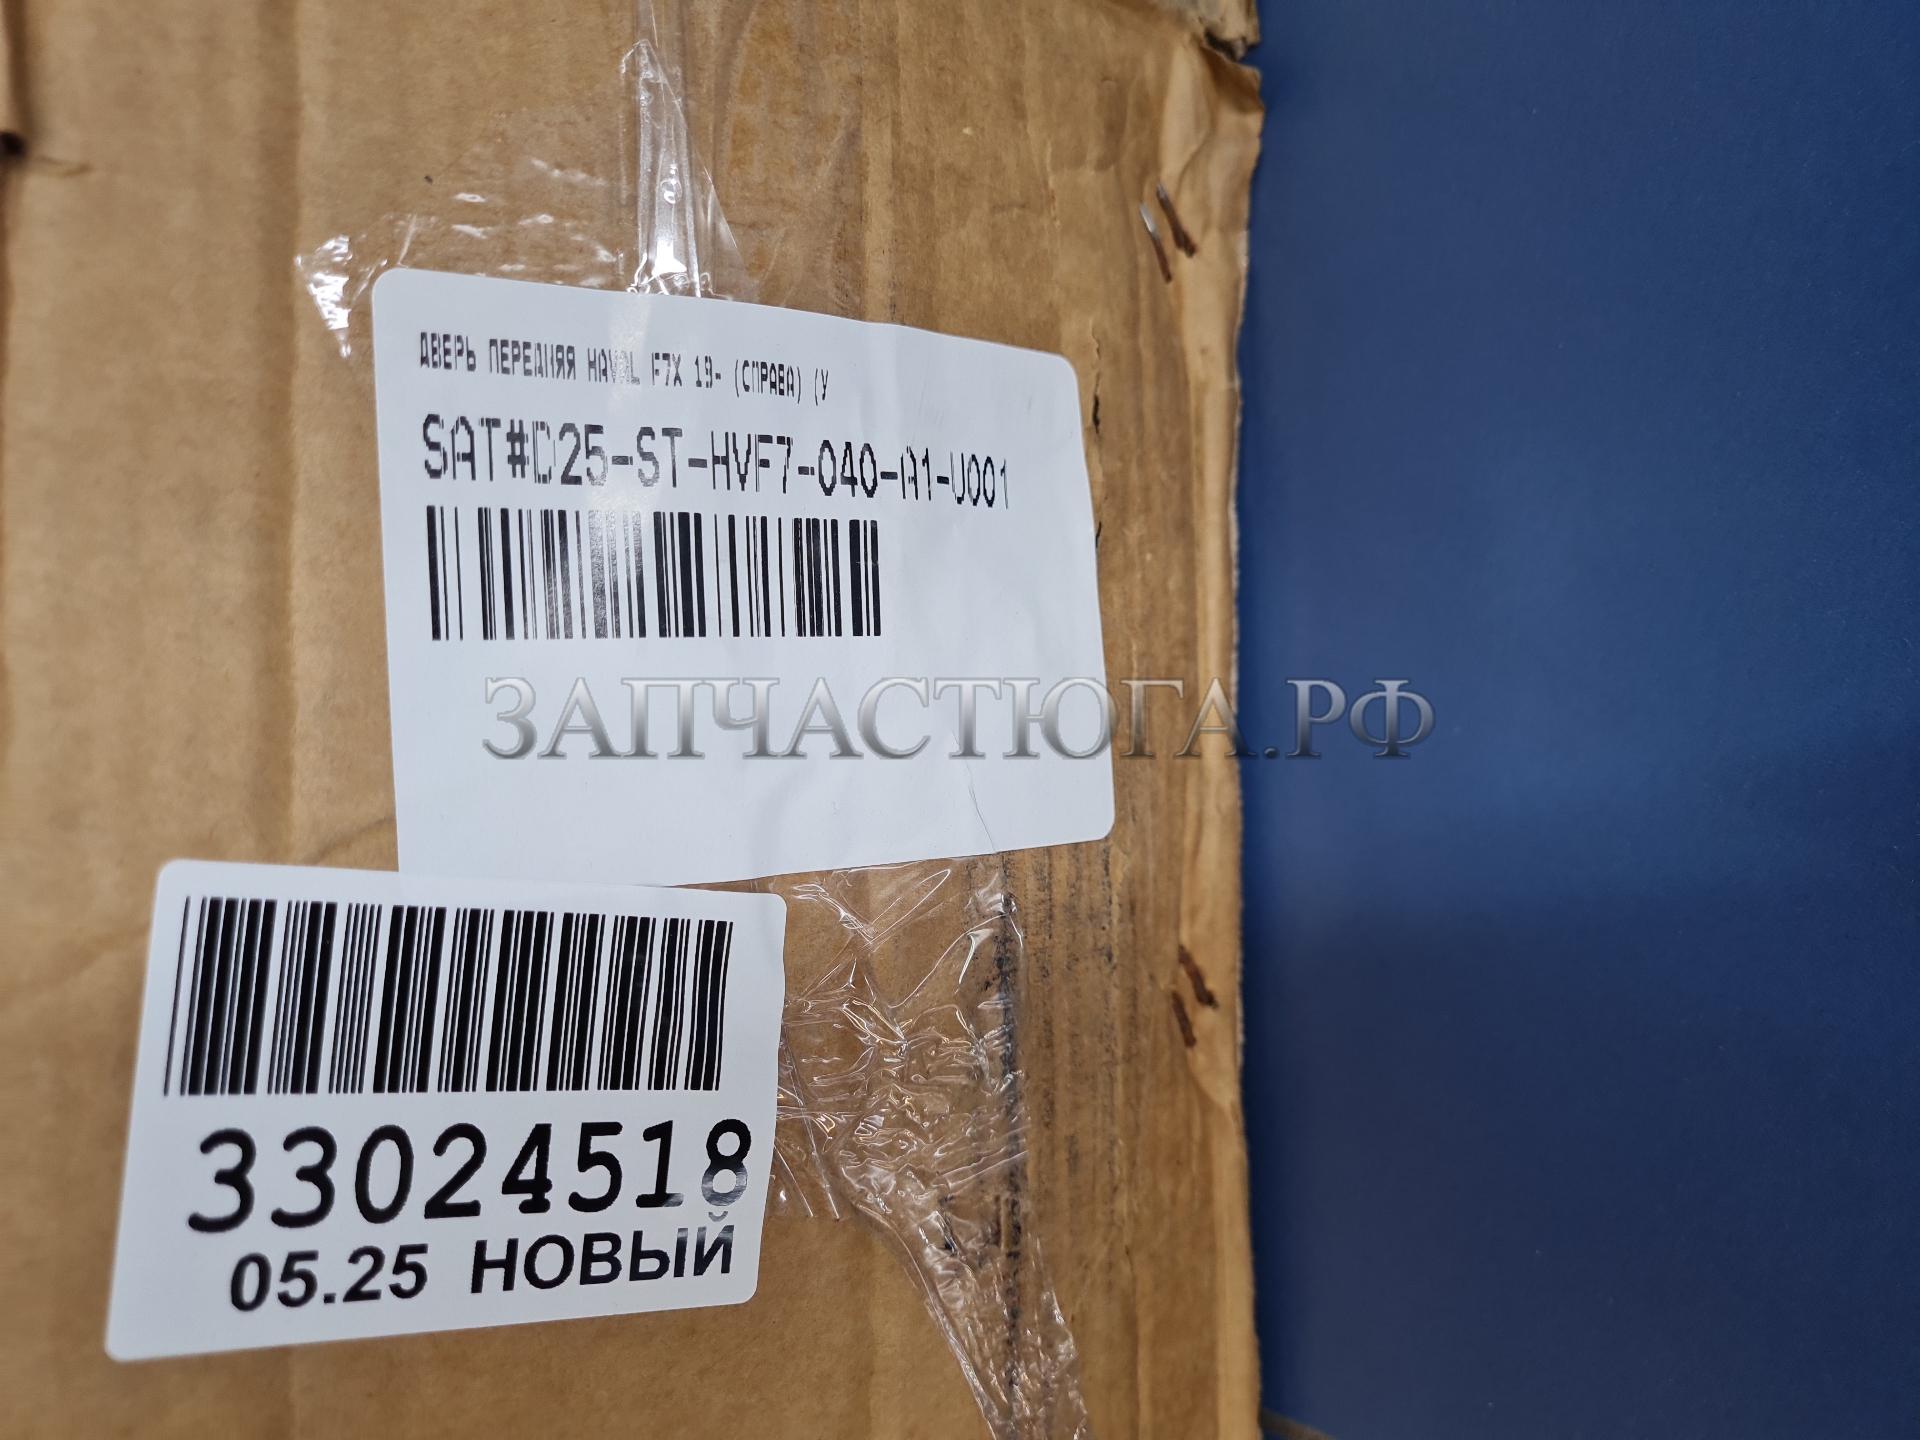 ДВЕРЬ ПЕРЕДНЯЯ HAVAL F7X 19- (СПРАВА) (У
SAT#D25-ST-HVF7-040-A1-U001
ЗАПЧАСТЮГА.РФ
33024518
05.25 НОВЫЙ